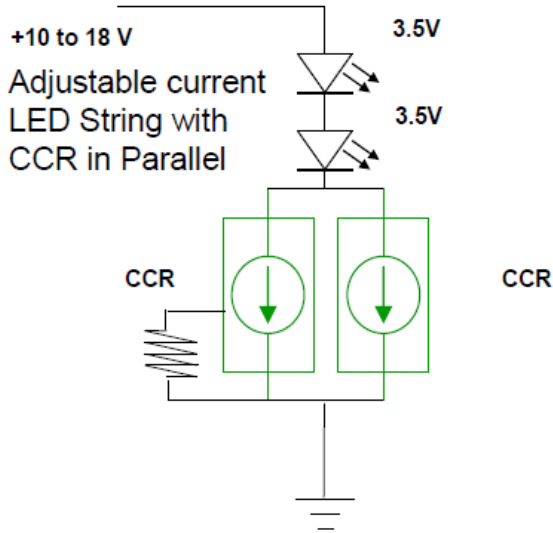 +10 to 18 V
3.5V
Adjustable current
LED String with
CCR in Parallel
3.5V
CCR
CCR